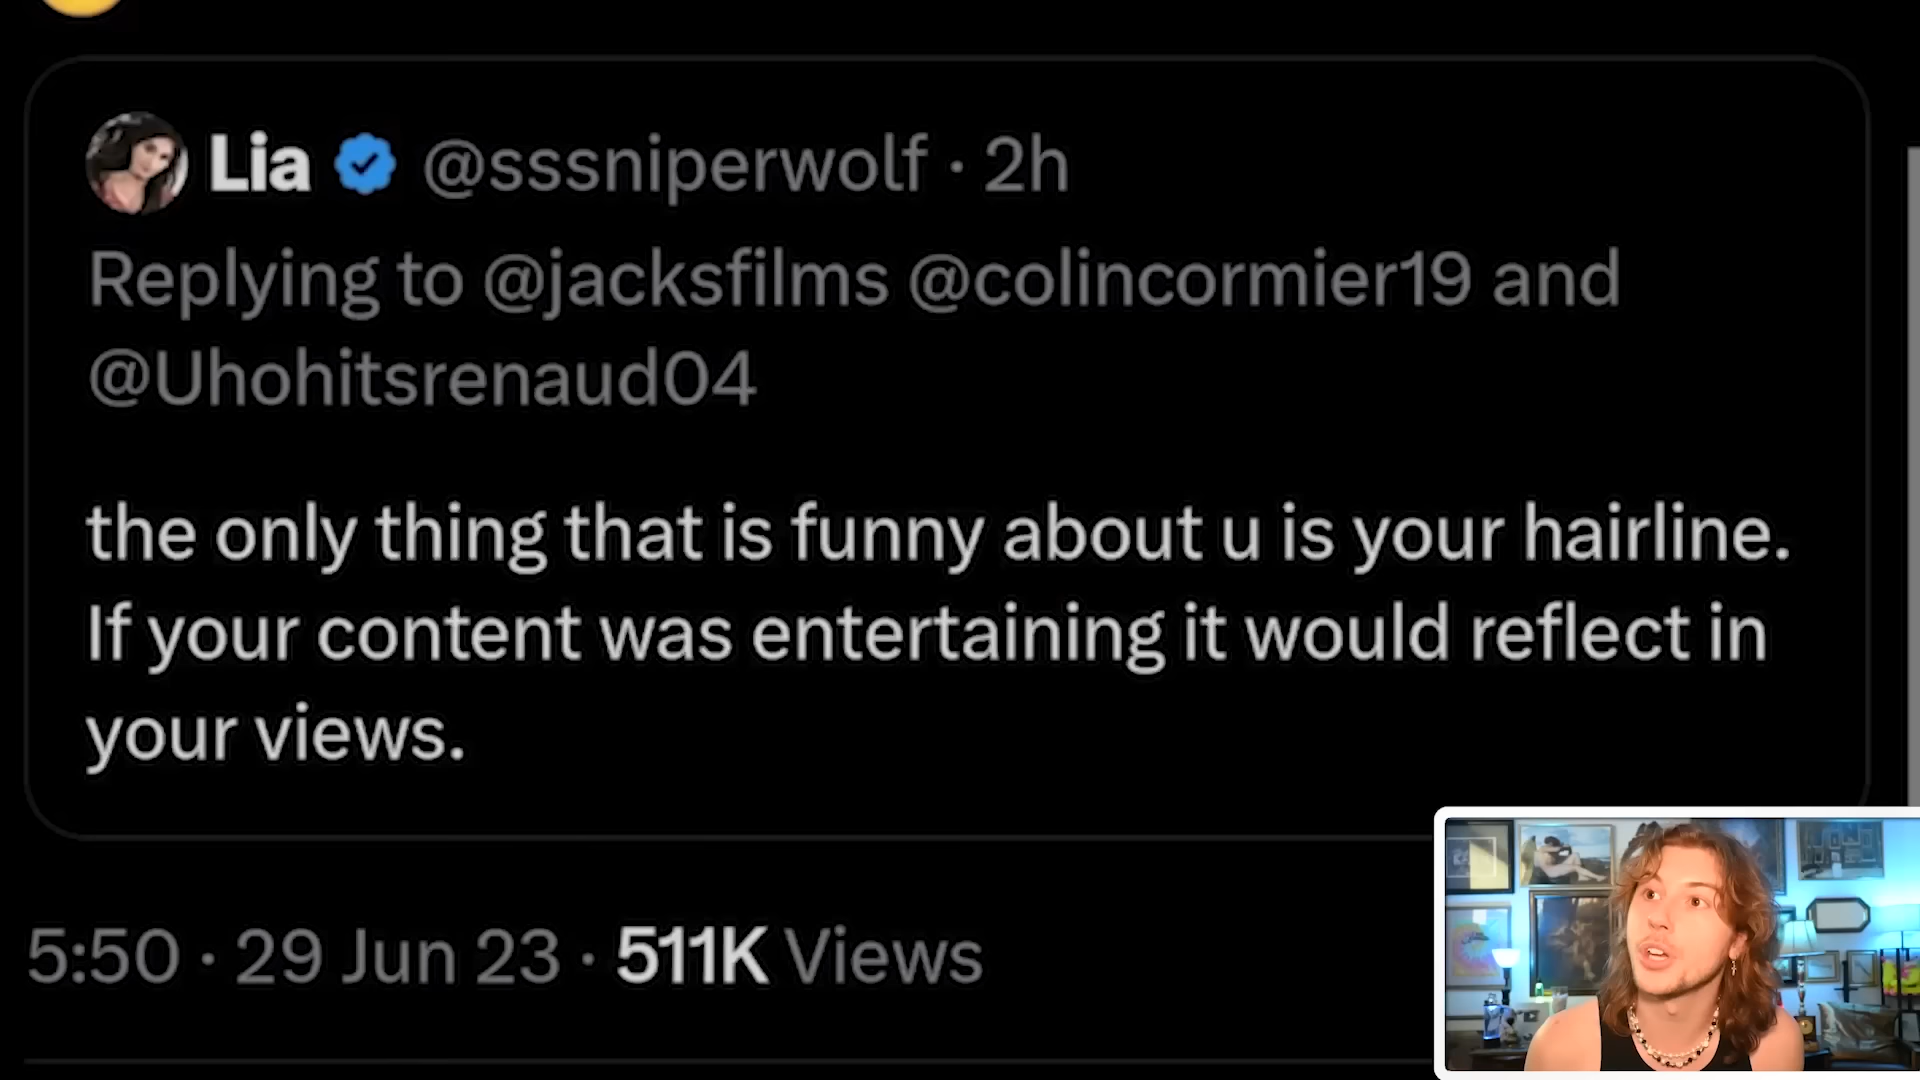 Lia @sssniperwolf · 2h
Replying to @jacksfilms @colincormier19 and
@Uhohitsrenaud04
the only thing that is funny about u is your hairline.
If your content was entertaining it would reflect in
your views.
5:50 · 29 Jun 23 · 511K Views